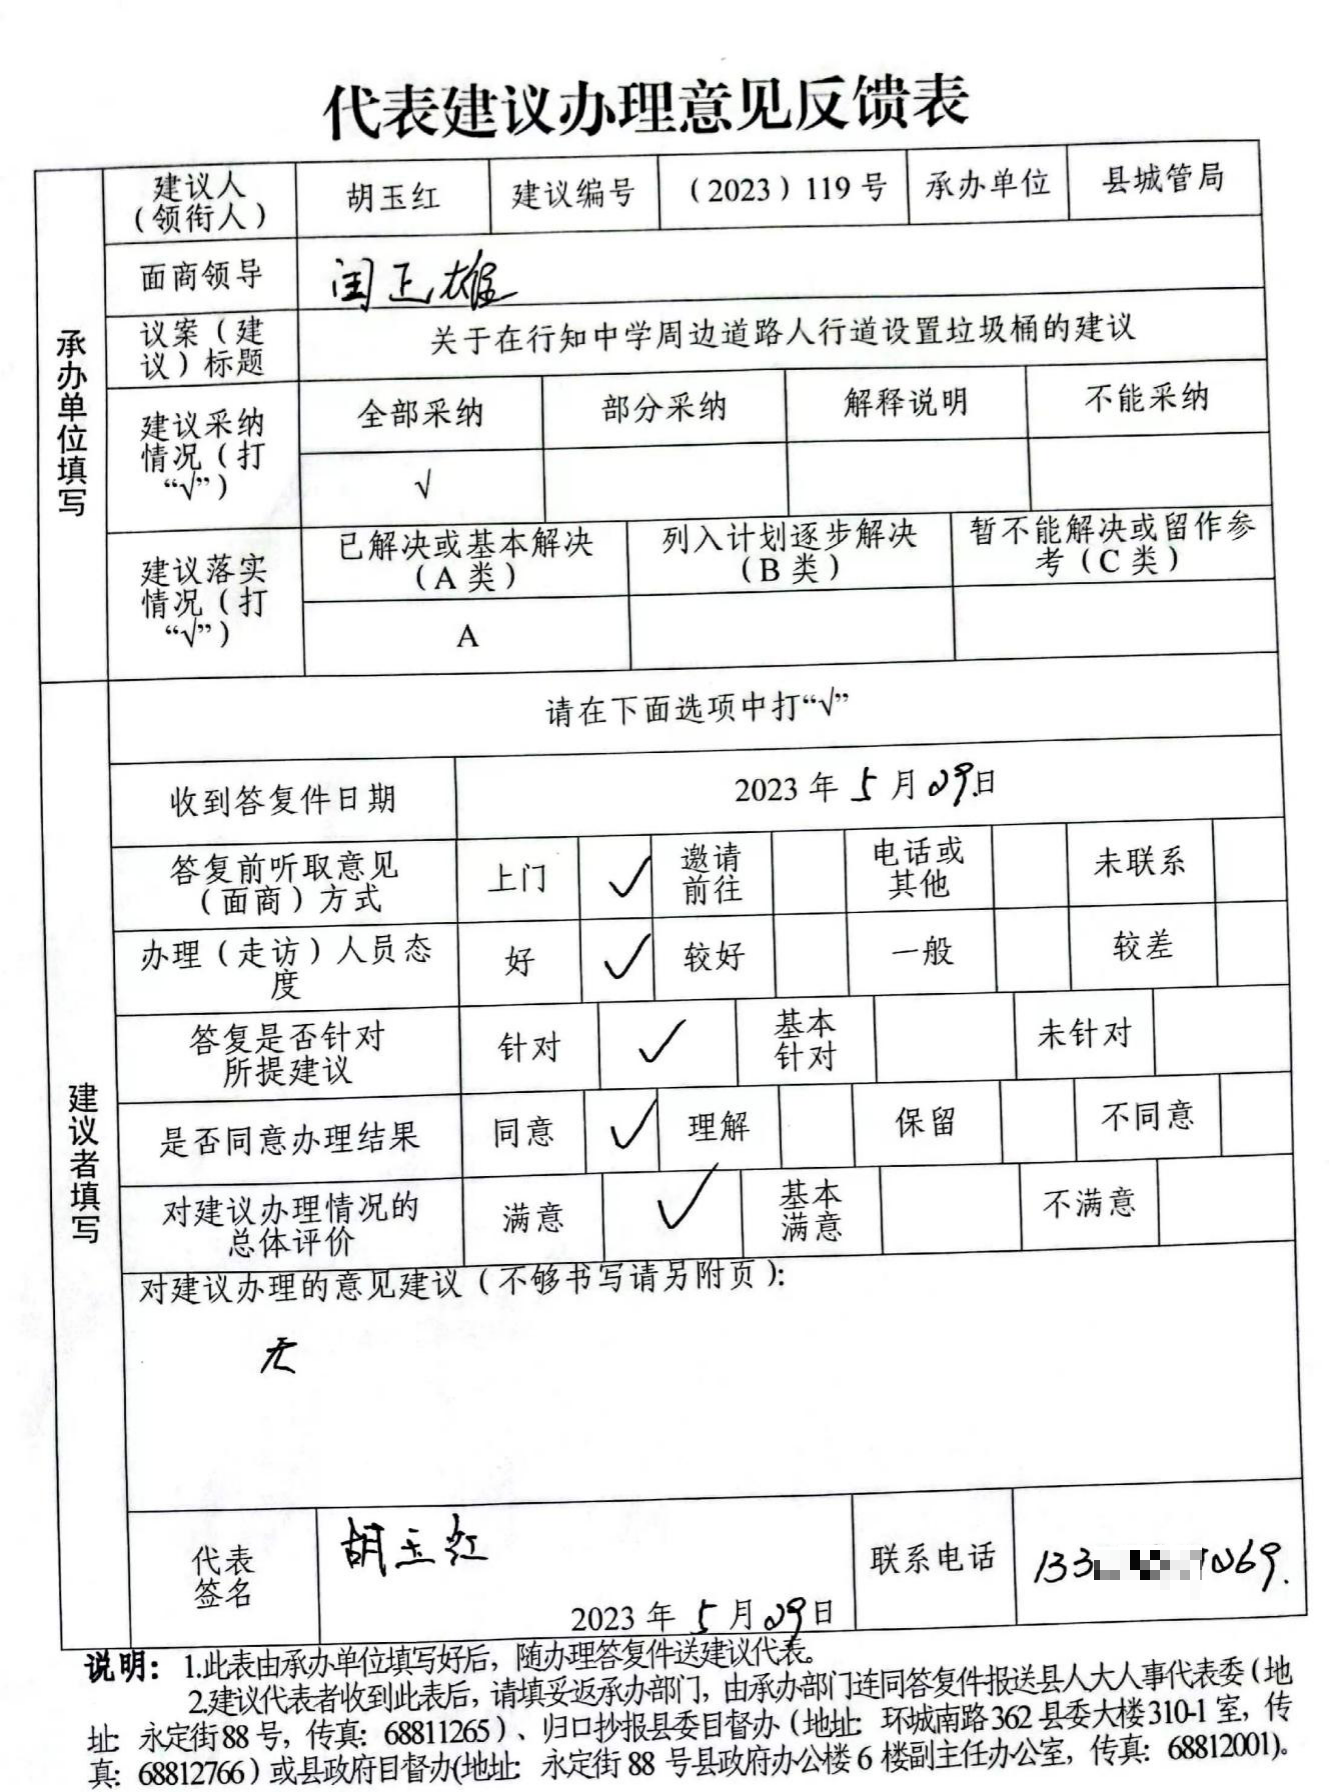 代表建议办理意见反馈表
承办单位填写
建议人
（领衔人）
胡玉红
建议编号
（2023）119号
承办单位
县城管局
面商领导
闰正雄
议案（建
议）标题
关于在行知中学周边道路人行道设置垃圾桶的建议
建议采纳
情况（打
“√”）
全部采纳
部分采纳
解释说明
不能采纳
√
建议落实
情况（打
“√”）
已解决或基本解决
（A类）
列入计划逐步解决
（B类）
暂不能解决或留作参
考（C类）
A
建议者填写
请在下面选项中打“√”
收到答复件日期
2023年5月29日
答复前听取意见
（面商）方式
上门
✓
邀请
前往
电话或
其他
未联系
办理（走访）人员态
度
好
✓
较好
一般
较差
答复是否针对
所提建议
针对
✓
基本
针对
未针对
是否同意办理结果
同意
✓
理解
保留
不同意
对建议办理情况的
总体评价
满意
✓
基本
满意
不满意
对建议办理的意见建议（不够书写请另附页）：
无
代表
签名
胡玉红
2023年5月29日
联系电话
133
69.
说明：1.此表由承办单位填写好后，随办理答复件送建议代表。
2.建议代表者收到此表后，请填妥返承办部门，由承办部门连同答复件报送县人大人事代表委（地
址：永定街88号，传真：68811265）、归口抄报县委目督办（地址：环城南路362县委大楼310-1室，传
真：68812766）或县政府目督办(地址：永定街88号县政府办公楼6楼副主任办公室，传真：68812001)。